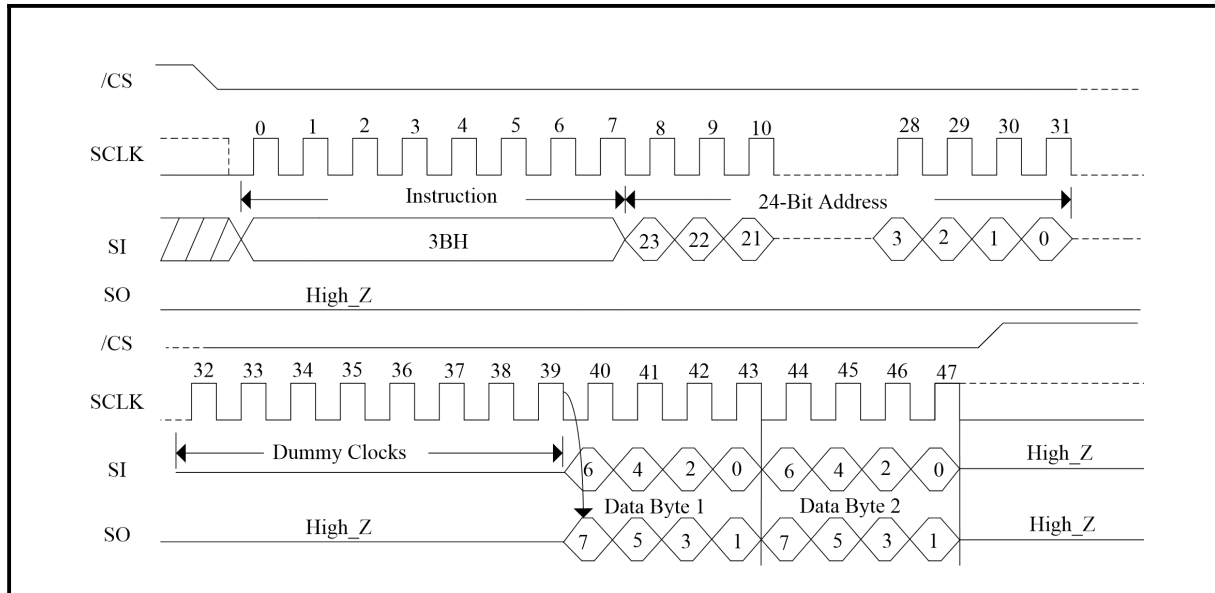 /CS
0 1 2 3 4 5 6 7 8 9 10 28 29 30 31
SCLK
Instruction 24-Bit Address
SI 3BH 23 22 21 3 2 1 0
SO High_Z
/CS
32 33 34 35 36 37 38 39 40 41 42 43 44 45 46 47
SCLK
Dummy Clocks
SI 6 4 2 0 6 4 2 0 High_Z
Data Byte 1 Data Byte 2
SO High_Z 7 5 3 1 7 5 3 1 High_Z